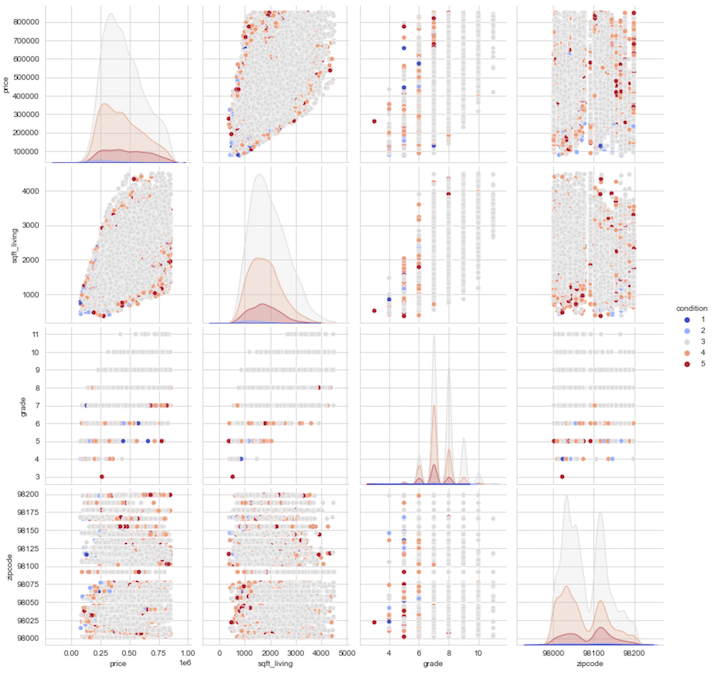 800000
700000
600000
500000
400000
300000
200000
100000
price
4000
3000
2000
1000
sqft_living
condition
1
2
3
4
5
11
10
9
8
7
6
5
4
3
grade
98200
98175
98150
98125
98100
98075
98050
98025
98000
zipcode
0.00 0.25 0.50 0.75 1.00
1e6
price
0 1000 2000 3000 4000 5000
sqft_living
4 6 8 10
grade
98000 98100 98200
zipcode